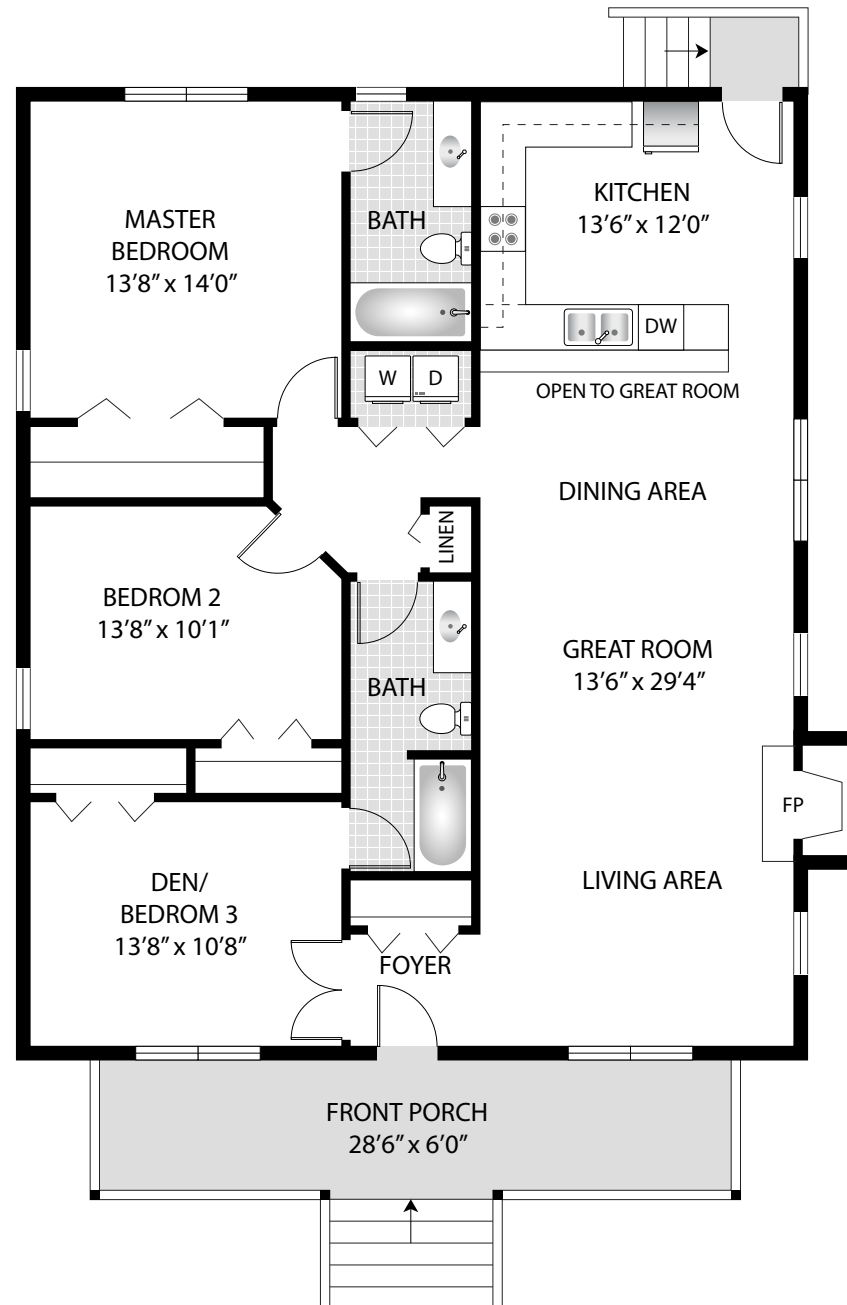 MASTER
BEDROOM
13’8” x 14’0”
BATH
KITCHEN
13’6” x 12’0”
DW
W
D
OPEN TO GREAT ROOM
DINING AREA
LINEN
BEDROM 2
13’8” x 10’1”
GREAT ROOM
13’6” x 29’4”
BATH
FP
DEN/
BEDROM 3
13’8” x 10’8”
LIVING AREA
FOYER
FRONT PORCH
28’6” x 6’0”